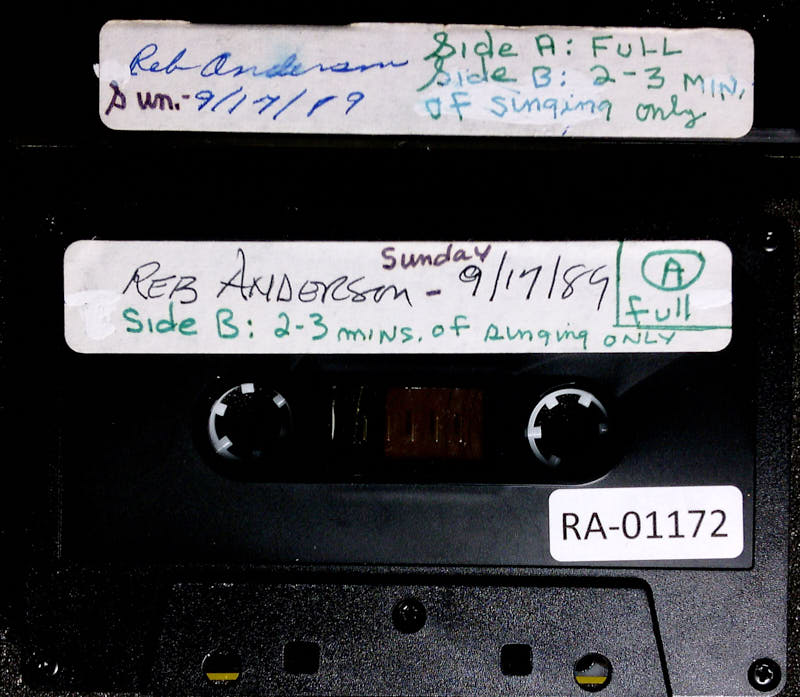 Reb Anderson
Sun.-9/17/89
Side A: FULL
Side B: 2-3 MIN.
of singing only
Sunday
REB ANDERSON - 9/17/89
A
full
Side B: 2-3 mins. of singing ONLY
RA-01172